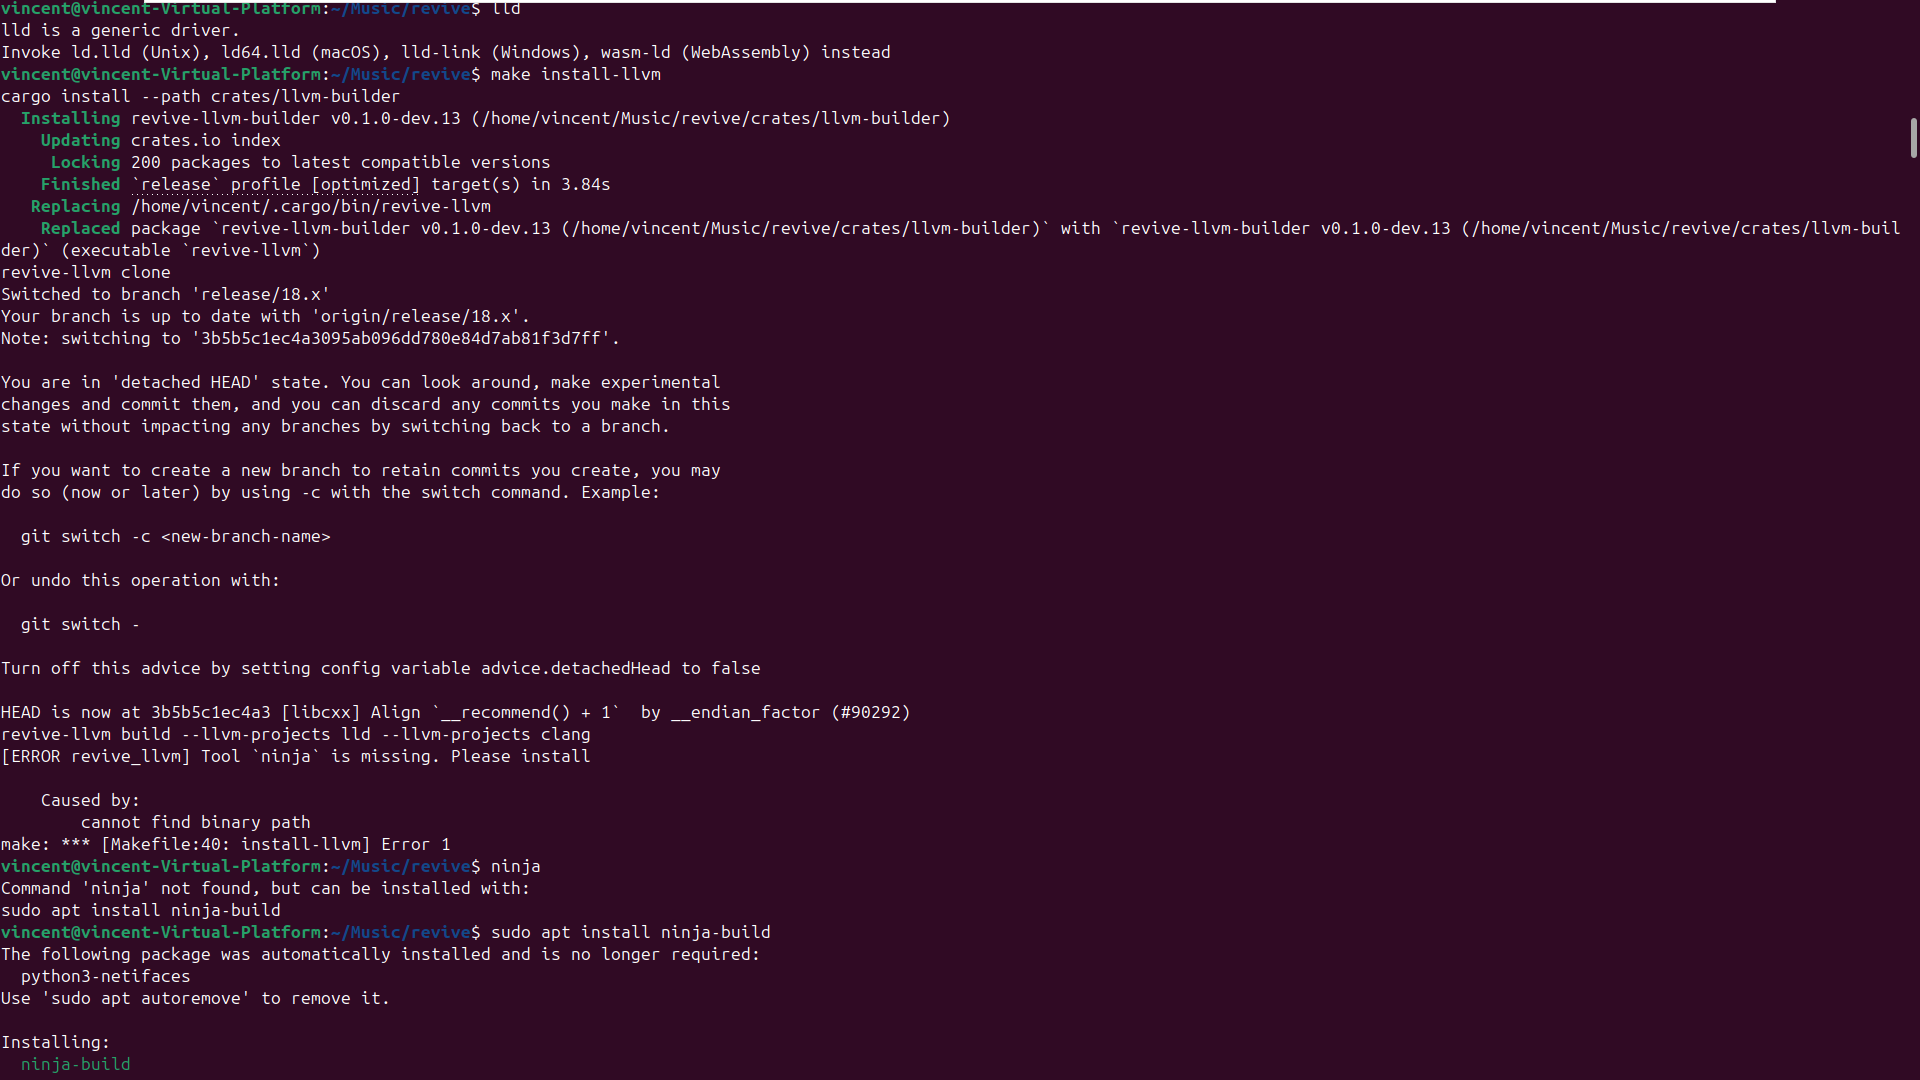 vincent@vincent-Virtual-Platform:~/Music/revive$ lld
lld is a generic driver.
Invoke ld.lld (Unix), ld64.lld (macOS), lld-link (Windows), wasm-ld (WebAssembly) instead
vincent@vincent-Virtual-Platform:~/Music/revive$ make install-llvm
cargo install --path crates/llvm-builder
  Installing revive-llvm-builder v0.1.0-dev.13 (/home/vincent/Music/revive/crates/llvm-builder)
    Updating crates.io index
     Locking 200 packages to latest compatible versions
    Finished `release` profile [optimized] target(s) in 3.84s
   Replacing /home/vincent/.cargo/bin/revive-llvm
    Replaced package `revive-llvm-builder v0.1.0-dev.13 (/home/vincent/Music/revive/crates/llvm-builder)` with `revive-llvm-builder v0.1.0-dev.13 (/home/vincent/Music/revive/crates/llvm-buil
der)` (executable `revive-llvm`)
revive-llvm clone
Switched to branch 'release/18.x'
Your branch is up to date with 'origin/release/18.x'.
Note: switching to '3b5b5c1ec4a3095ab096dd780e84d7ab81f3d7ff'.

You are in 'detached HEAD' state. You can look around, make experimental
changes and commit them, and you can discard any commits you make in this
state without impacting any branches by switching back to a branch.

If you want to create a new branch to retain commits you create, you may
do so (now or later) by using -c with the switch command. Example:

  git switch -c <new-branch-name>

Or undo this operation with:

  git switch -

Turn off this advice by setting config variable advice.detachedHead to false

HEAD is now at 3b5b5c1ec4a3 [libcxx] Align `__recommend() + 1`  by __endian_factor (#90292)
revive-llvm build --llvm-projects lld --llvm-projects clang
[ERROR revive_llvm] Tool `ninja` is missing. Please install

    Caused by:
        cannot find binary path
make: *** [Makefile:40: install-llvm] Error 1
vincent@vincent-Virtual-Platform:~/Music/revive$ ninja
Command 'ninja' not found, but can be installed with:
sudo apt install ninja-build
vincent@vincent-Virtual-Platform:~/Music/revive$ sudo apt install ninja-build
The following package was automatically installed and is no longer required:
  python3-netifaces
Use 'sudo apt autoremove' to remove it.

Installing:
  ninja-build